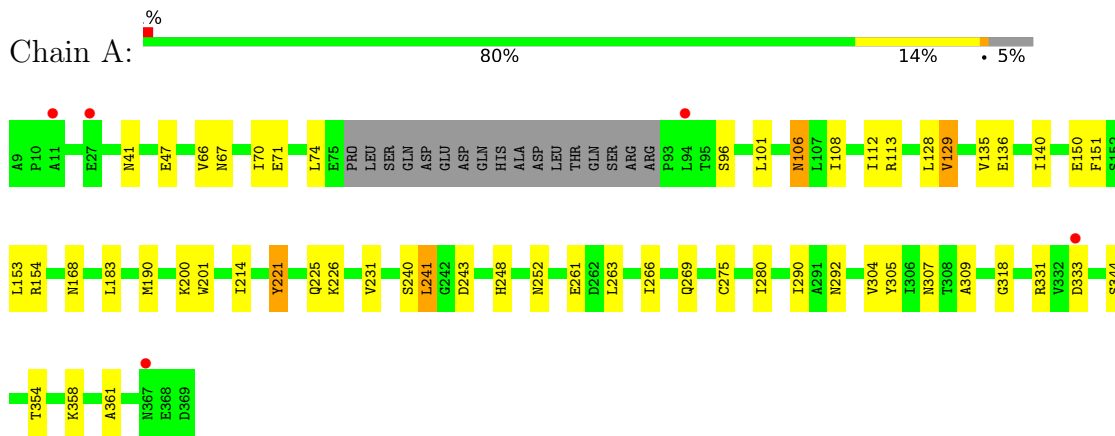 .%
Chain A:
80% 14% • 5%
A9 P10 A11 E27 N41 E47 V66 N67 I70 E71 L74 E75 PRO LEU SER GLN ASP GLU ASP ASP GLN HIS ALA ASP LEU THR GLN SER ARG ARG P93 L94 T95 S96 L101 N106 L107 I108 I112 R113 L128 V129 V135 E136 I140 E150 F151 S152
L153 R154 N168 L183 M190 K200 W201 I214 Y221 Q225 K226 V231 S240 L241 G242 D243 H248 N252 E261 D262 L263 I266 Q269 C275 I280 I290 A291 N292 V304 Y305 I306 N307 T308 A309 G318 R331 V332 D333 S344
T354 K358 A361 N367 E368 D369